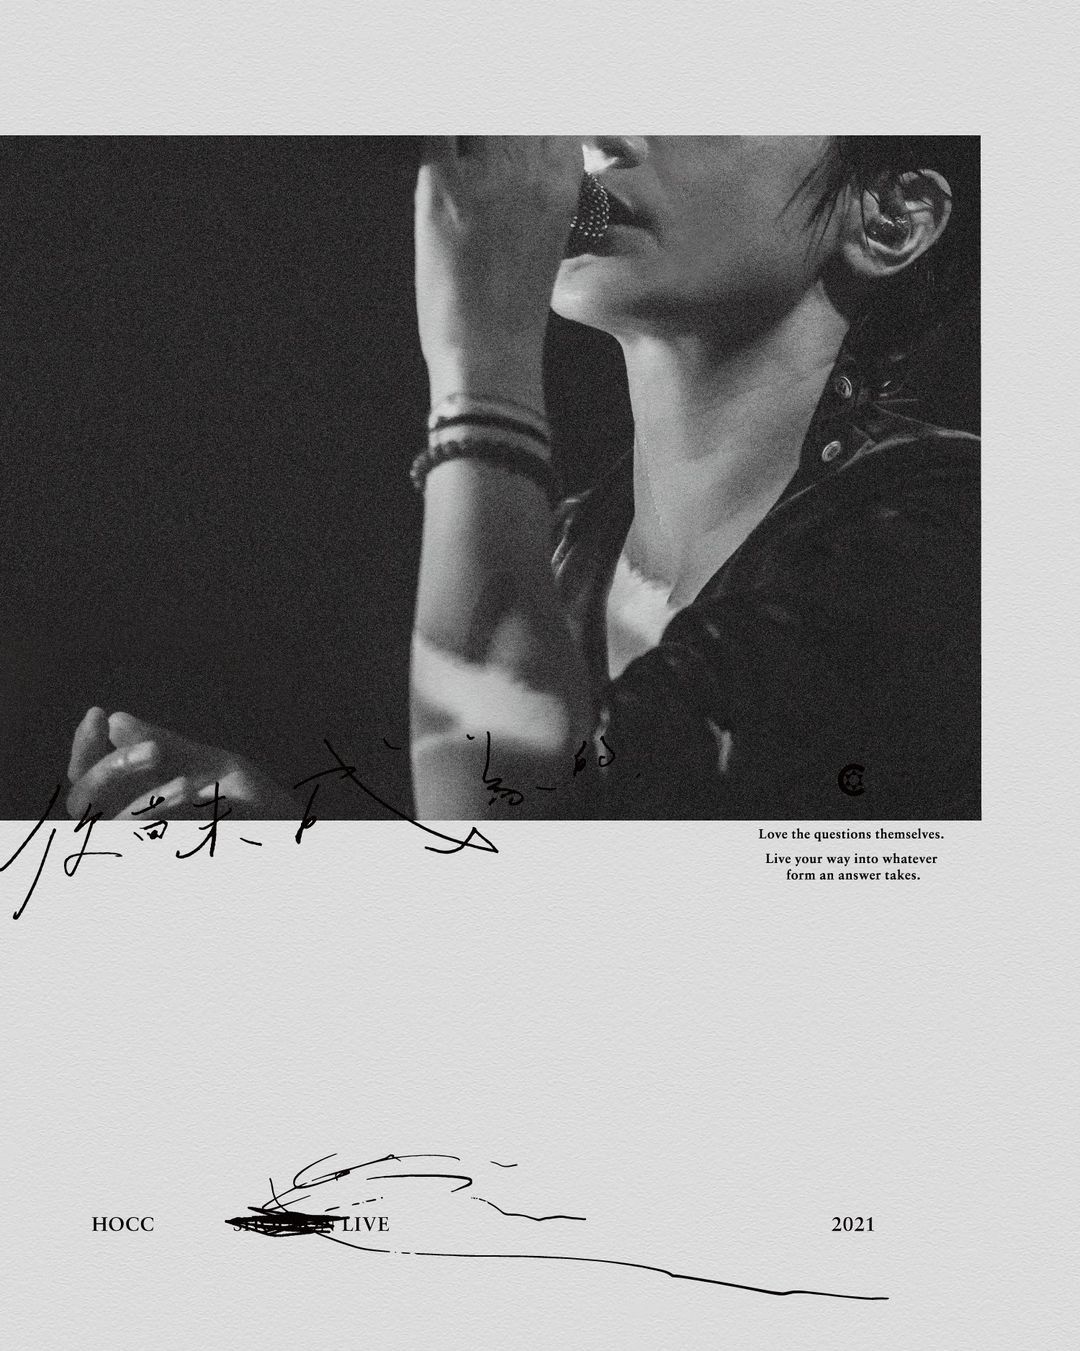 你尚未完成為的
Love the questions themselves.
Live your way into whatever
form an answer takes.
HOCC
LIVE
2021